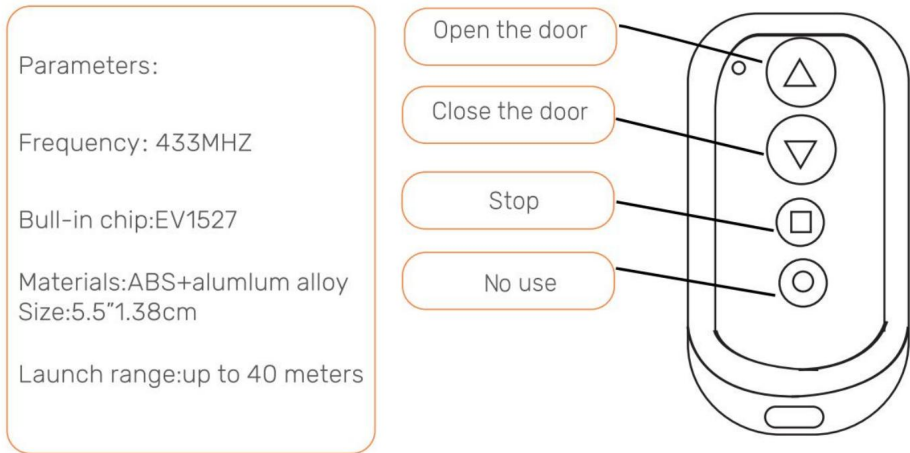 Parameters:
Frequency: 433MHZ
Bull-in chip:EV1527
Materials:ABS+alumlum alloy
Size:5.5"1.38cm
Launch range:up to 40 meters
Open the door
Close the door
Stop
No use